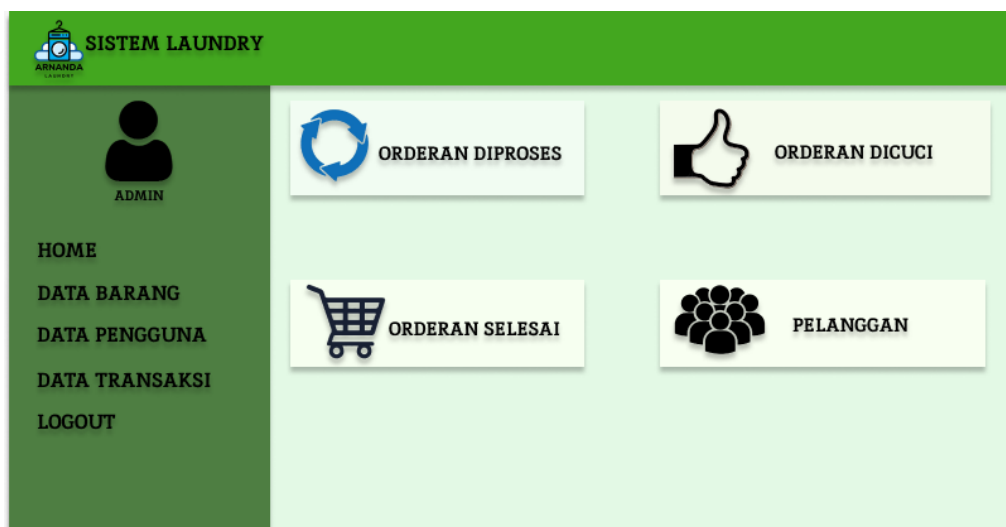 SISTEM LAUNDRY
ARNANDA
LAUNDRY
ADMIN
HOME
DATA BARANG
DATA PENGGUNA
DATA TRANSAKSI
LOGOUT
ORDERAN DIPROSES
ORDERAN DICUCI
ORDERAN SELESAI
PELANGGAN